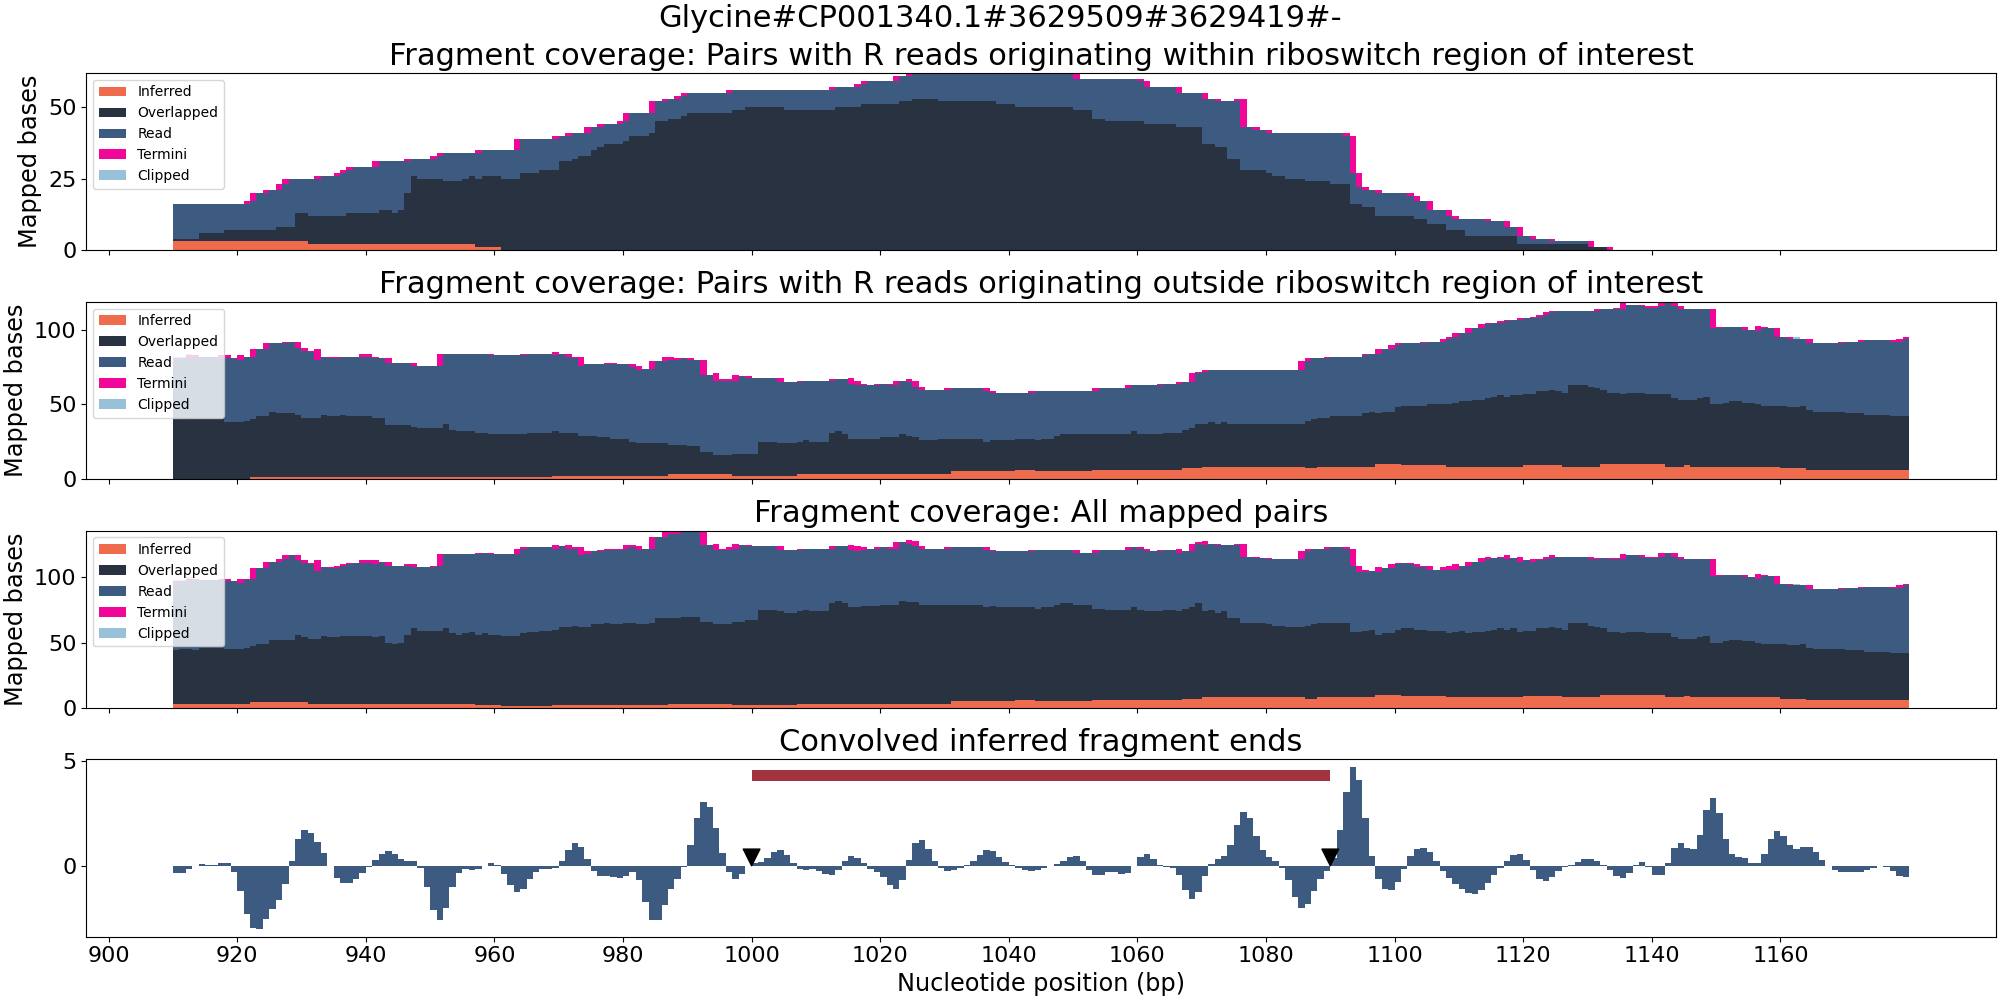 Glycine#CP001340.1#3629509#3629419#-
Fragment coverage: Pairs with R reads originating within riboswitch region of interest
Mapped bases
50
25
0
Inferred
Overlapped
Read
Termini
Clipped
Fragment coverage: Pairs with R reads originating outside riboswitch region of interest
Mapped bases
100
50
0
Inferred
Overlapped
Read
Termini
Clipped
Fragment coverage: All mapped pairs
Mapped bases
100
50
0
Inferred
Overlapped
Read
Termini
Clipped
Convolved inferred fragment ends
5
0
900 920 940 960 980 1000 1020 1040 1060 1080 1100 1120 1140 1160
Nucleotide position (bp)